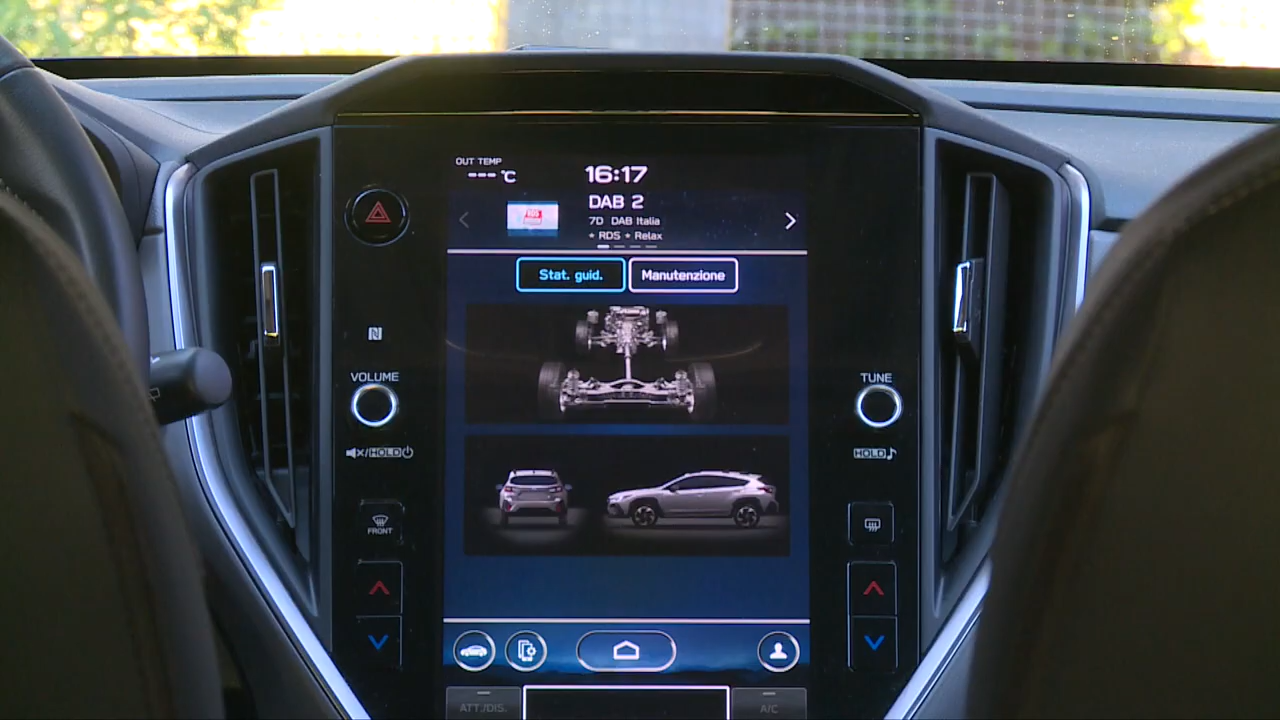 OUT TEMP
--- °C
16:17
DAB 2
7D DAB Italia
* RDS * Relax
Stat. guid.
Manutenzione
VOLUME
TUNE
/HOLD
HOLD
FRONT
ATT./DIS.
A/C